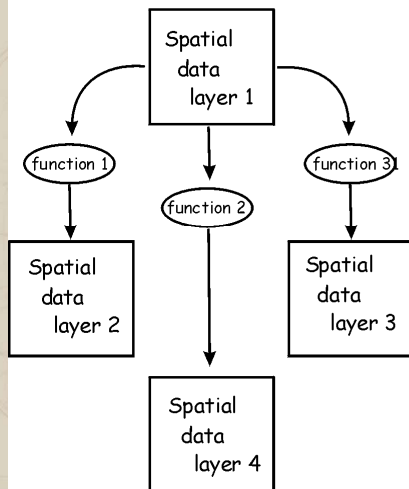 Spatial
data
layer 1
function 1
function 31
function 2
Spatial
data
layer 2
Spatial
data
layer 3
Spatial
data
layer 4